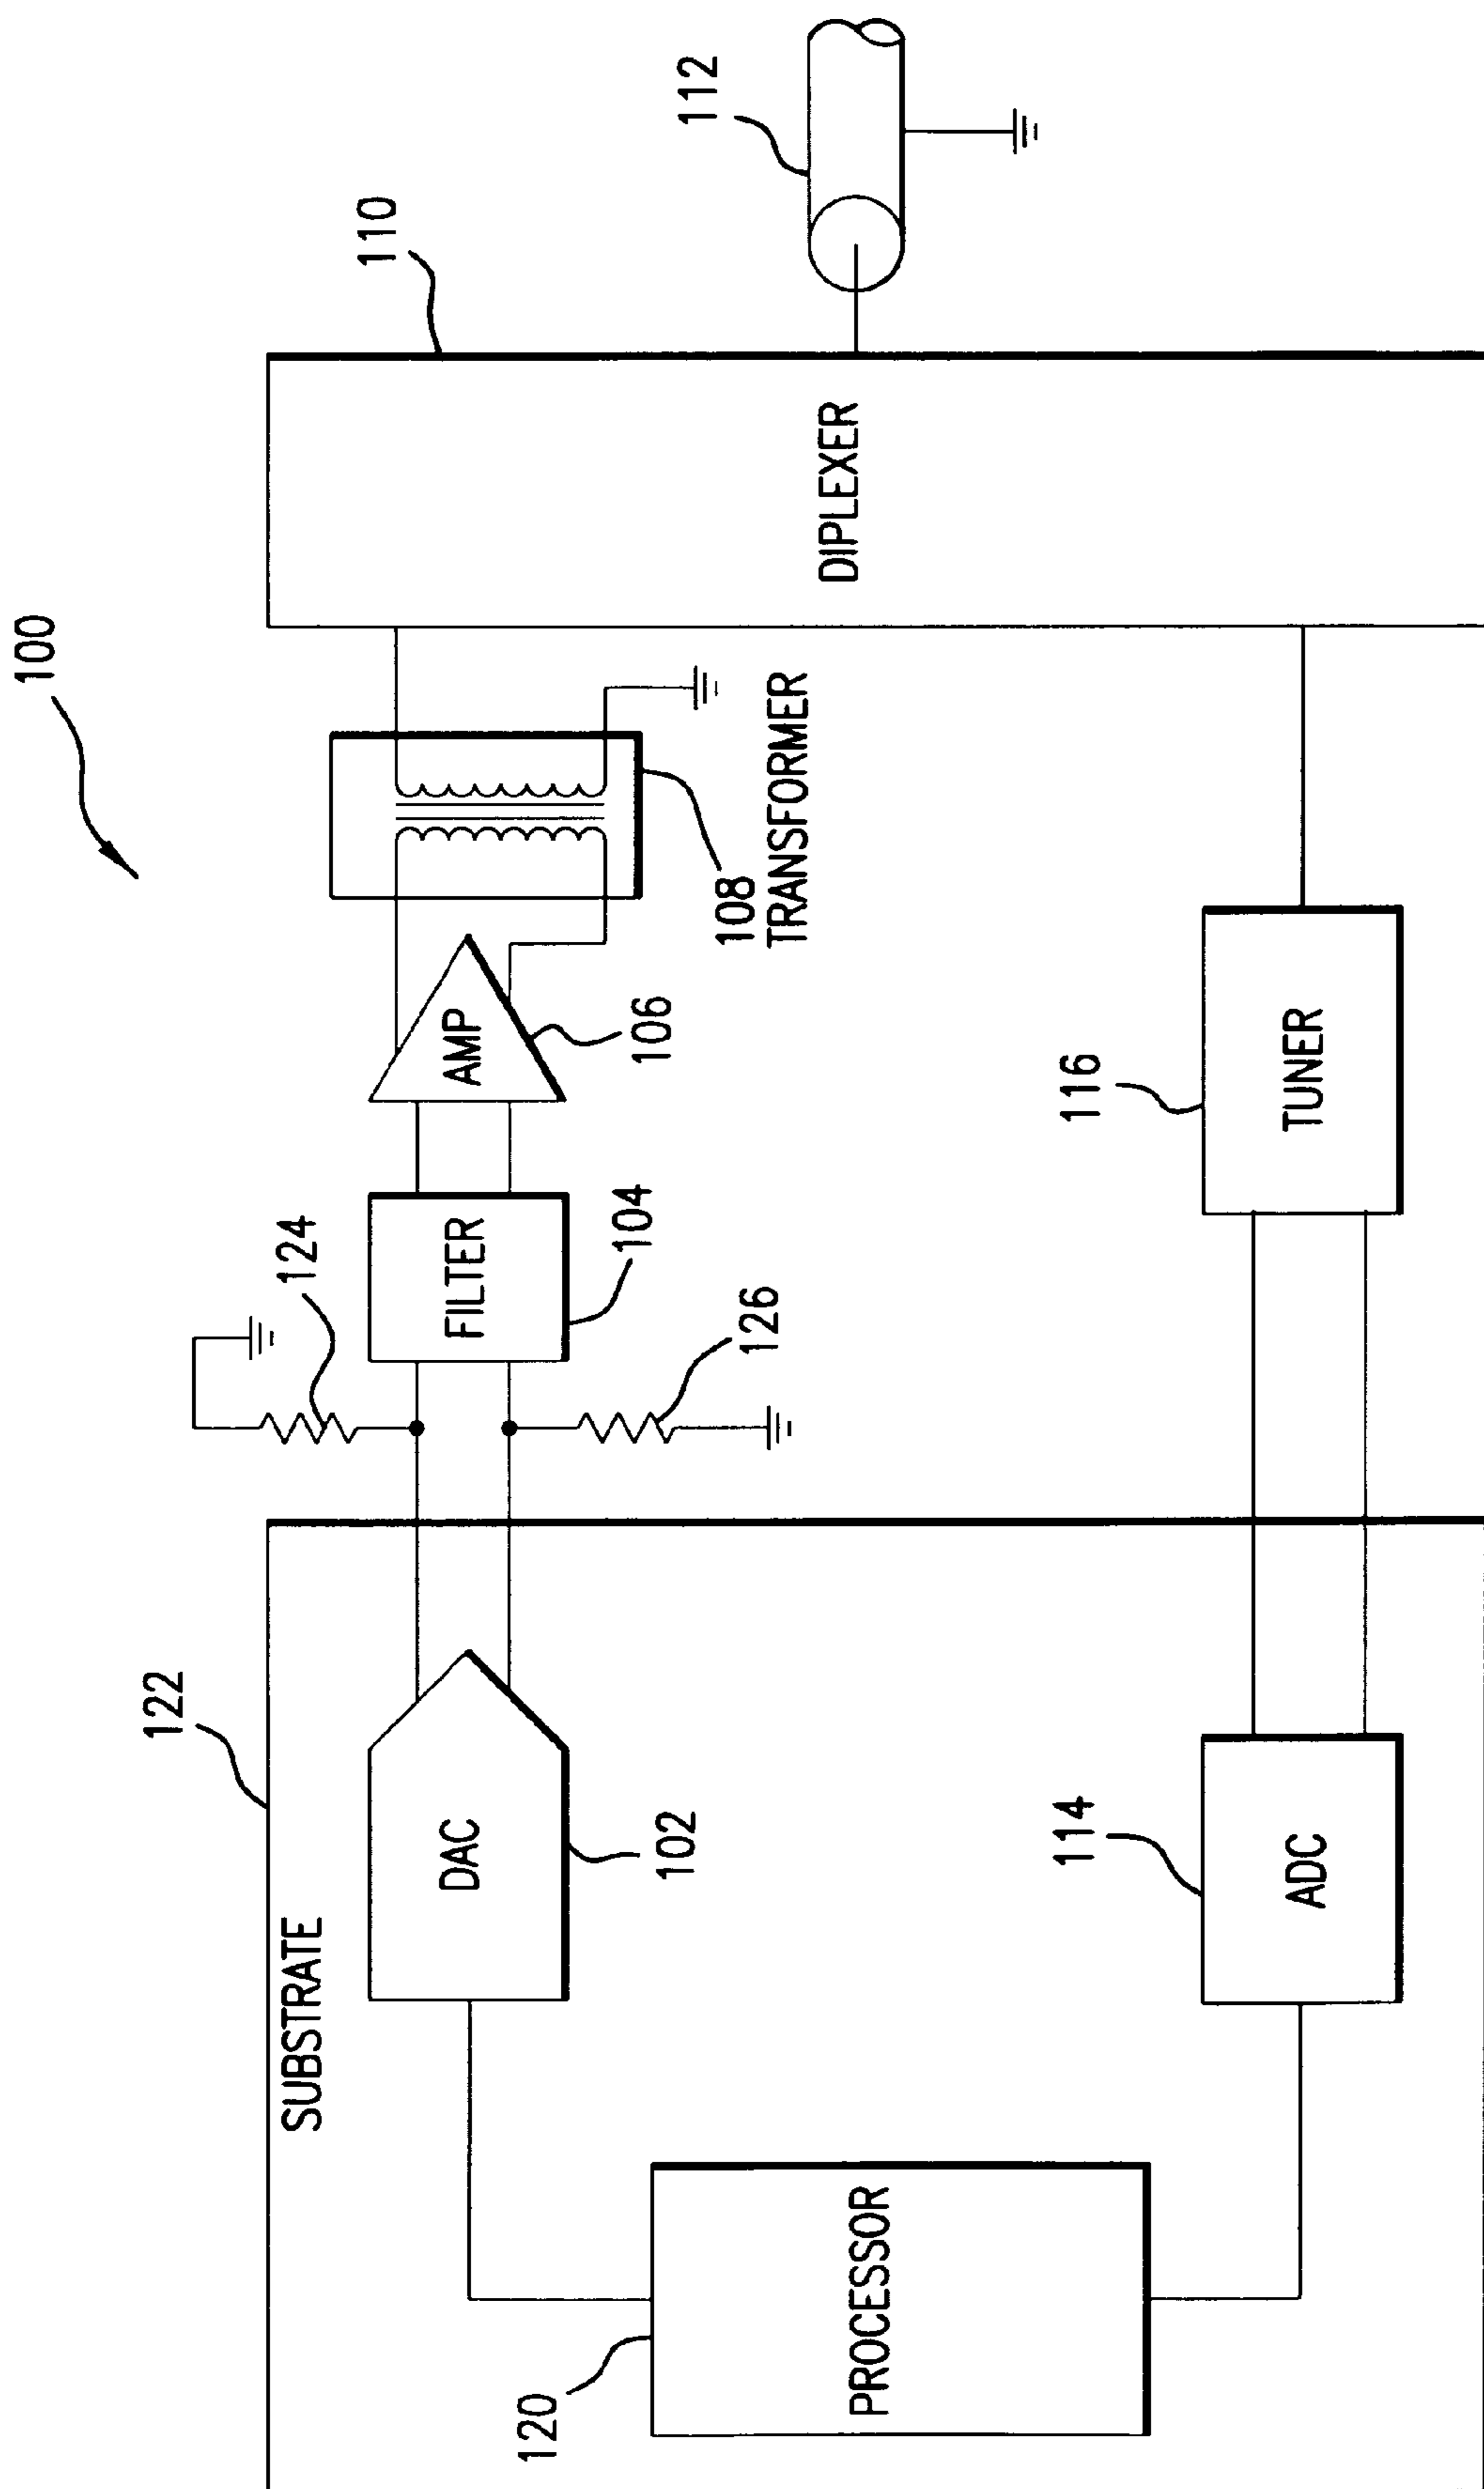 100
122
SUBSTRATE
124
110
112
DAC
102
FILTER
104
AMP
106
108
TRANSFORMER
126
DIPLEXER
120
PROCESSOR
114
ADC
116
TUNER